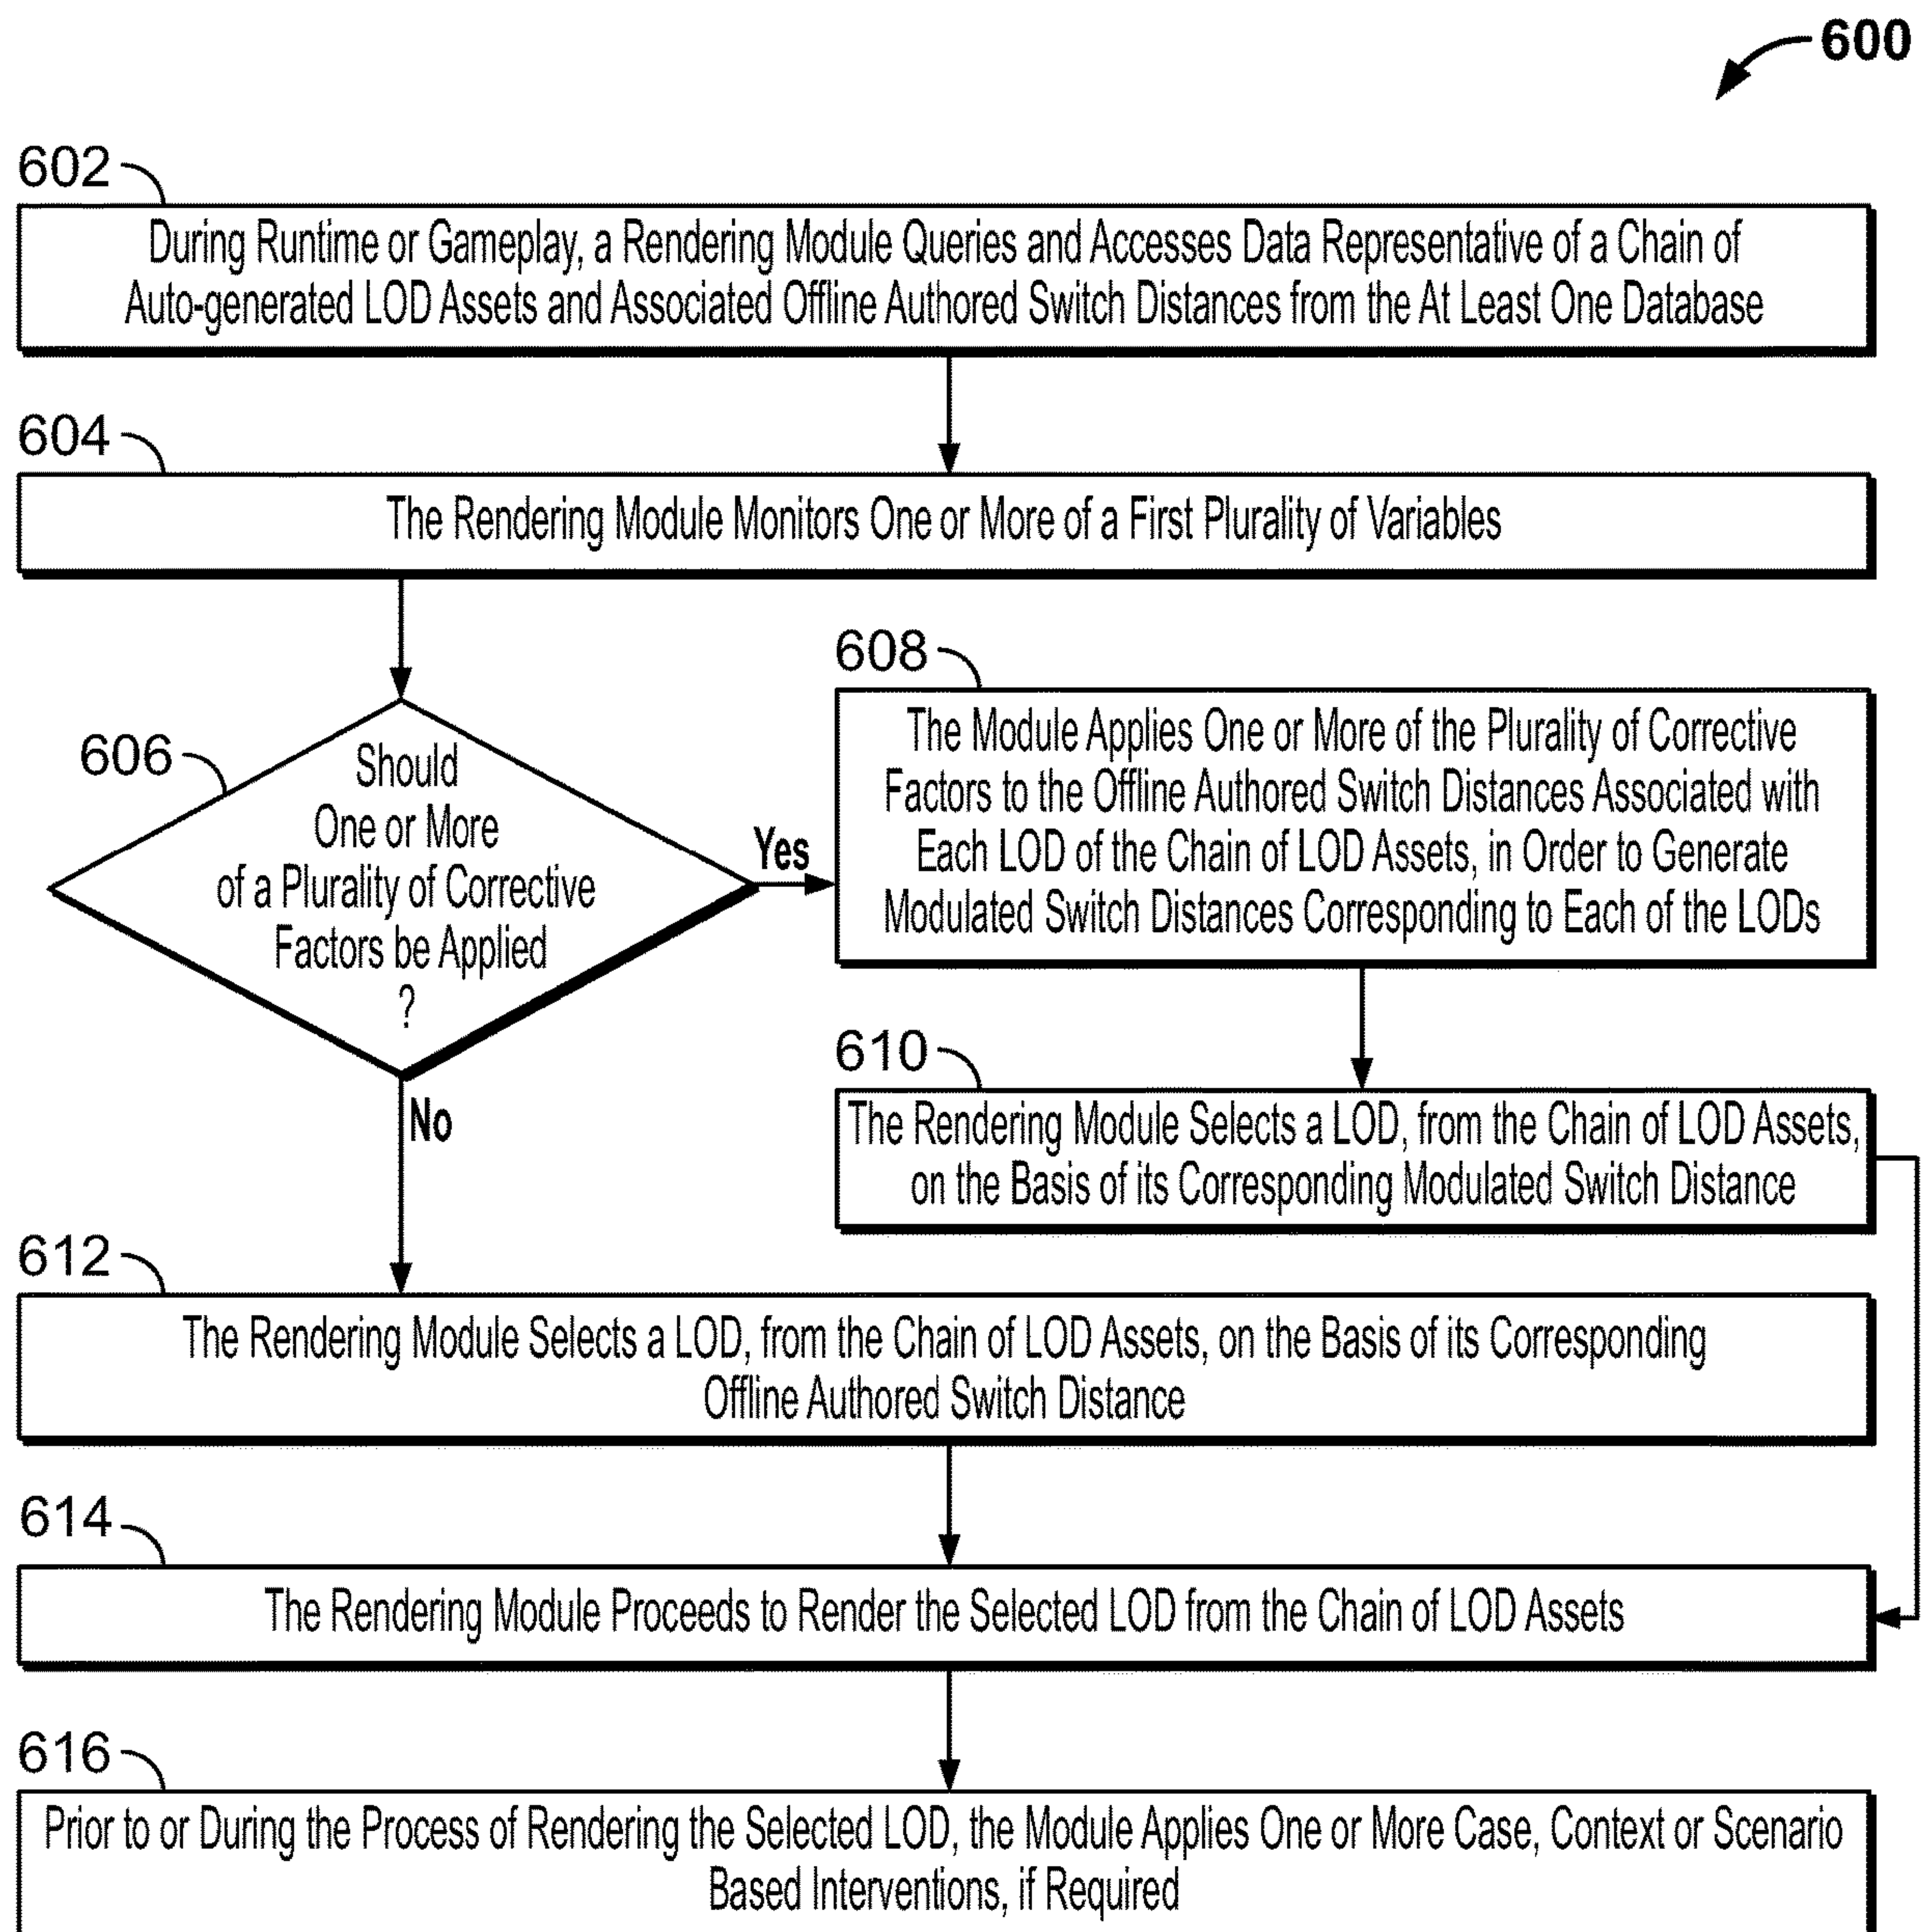 600
602
During Runtime or Gameplay, a Rendering Module Queries and Accesses Data Representative of a Chain of
Auto-generated LOD Assets and Associated Offline Authored Switch Distances from the At Least One Database
604
The Rendering Module Monitors One or More of a First Plurality of Variables
606
Should
One or More
of a Plurality of Corrective
Factors be Applied
?
Yes
No
608
The Module Applies One or More of the Plurality of Corrective
Factors to the Offline Authored Switch Distances Associated with
Each LOD of the Chain of LOD Assets, in Order to Generate
Modulated Switch Distances Corresponding to Each of the LODs
610
The Rendering Module Selects a LOD, from the Chain of LOD Assets,
on the Basis of its Corresponding Modulated Switch Distance
612
The Rendering Module Selects a LOD, from the Chain of LOD Assets, on the Basis of its Corresponding
Offline Authored Switch Distance
614
The Rendering Module Proceeds to Render the Selected LOD from the Chain of LOD Assets
616
Prior to or During the Process of Rendering the Selected LOD, the Module Applies One or More Case, Context or Scenario
Based Interventions, if Required